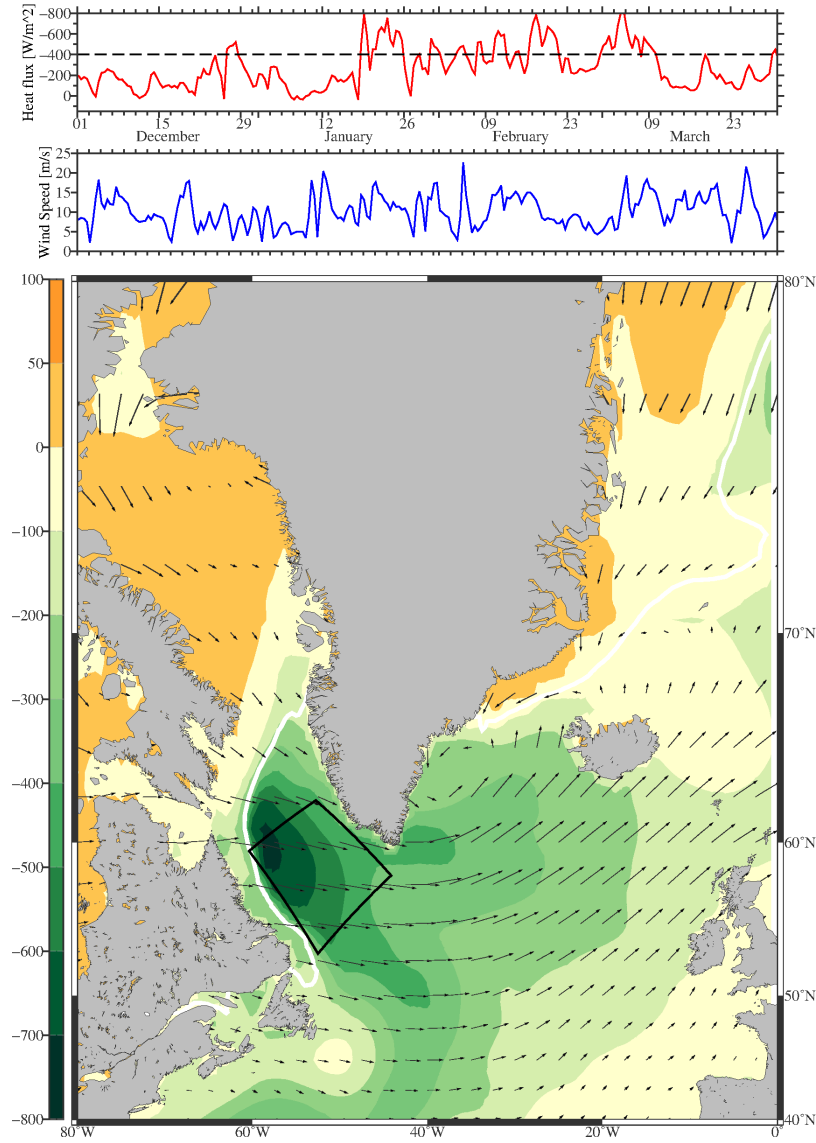 Heat flux [W/m^2]
−800
−600
−400
−200
0
01 15 29 12 26 09 23 09 23
December January February March
Wind Speed [m/s]
25
20
15
10
5
0
100
50
0
−100
−200
−300
−400
−500
−600
−700
−800
80˚N
70˚N
60˚N
50˚N
40˚N
80˚W 60˚W 40˚W 20˚W 0˚